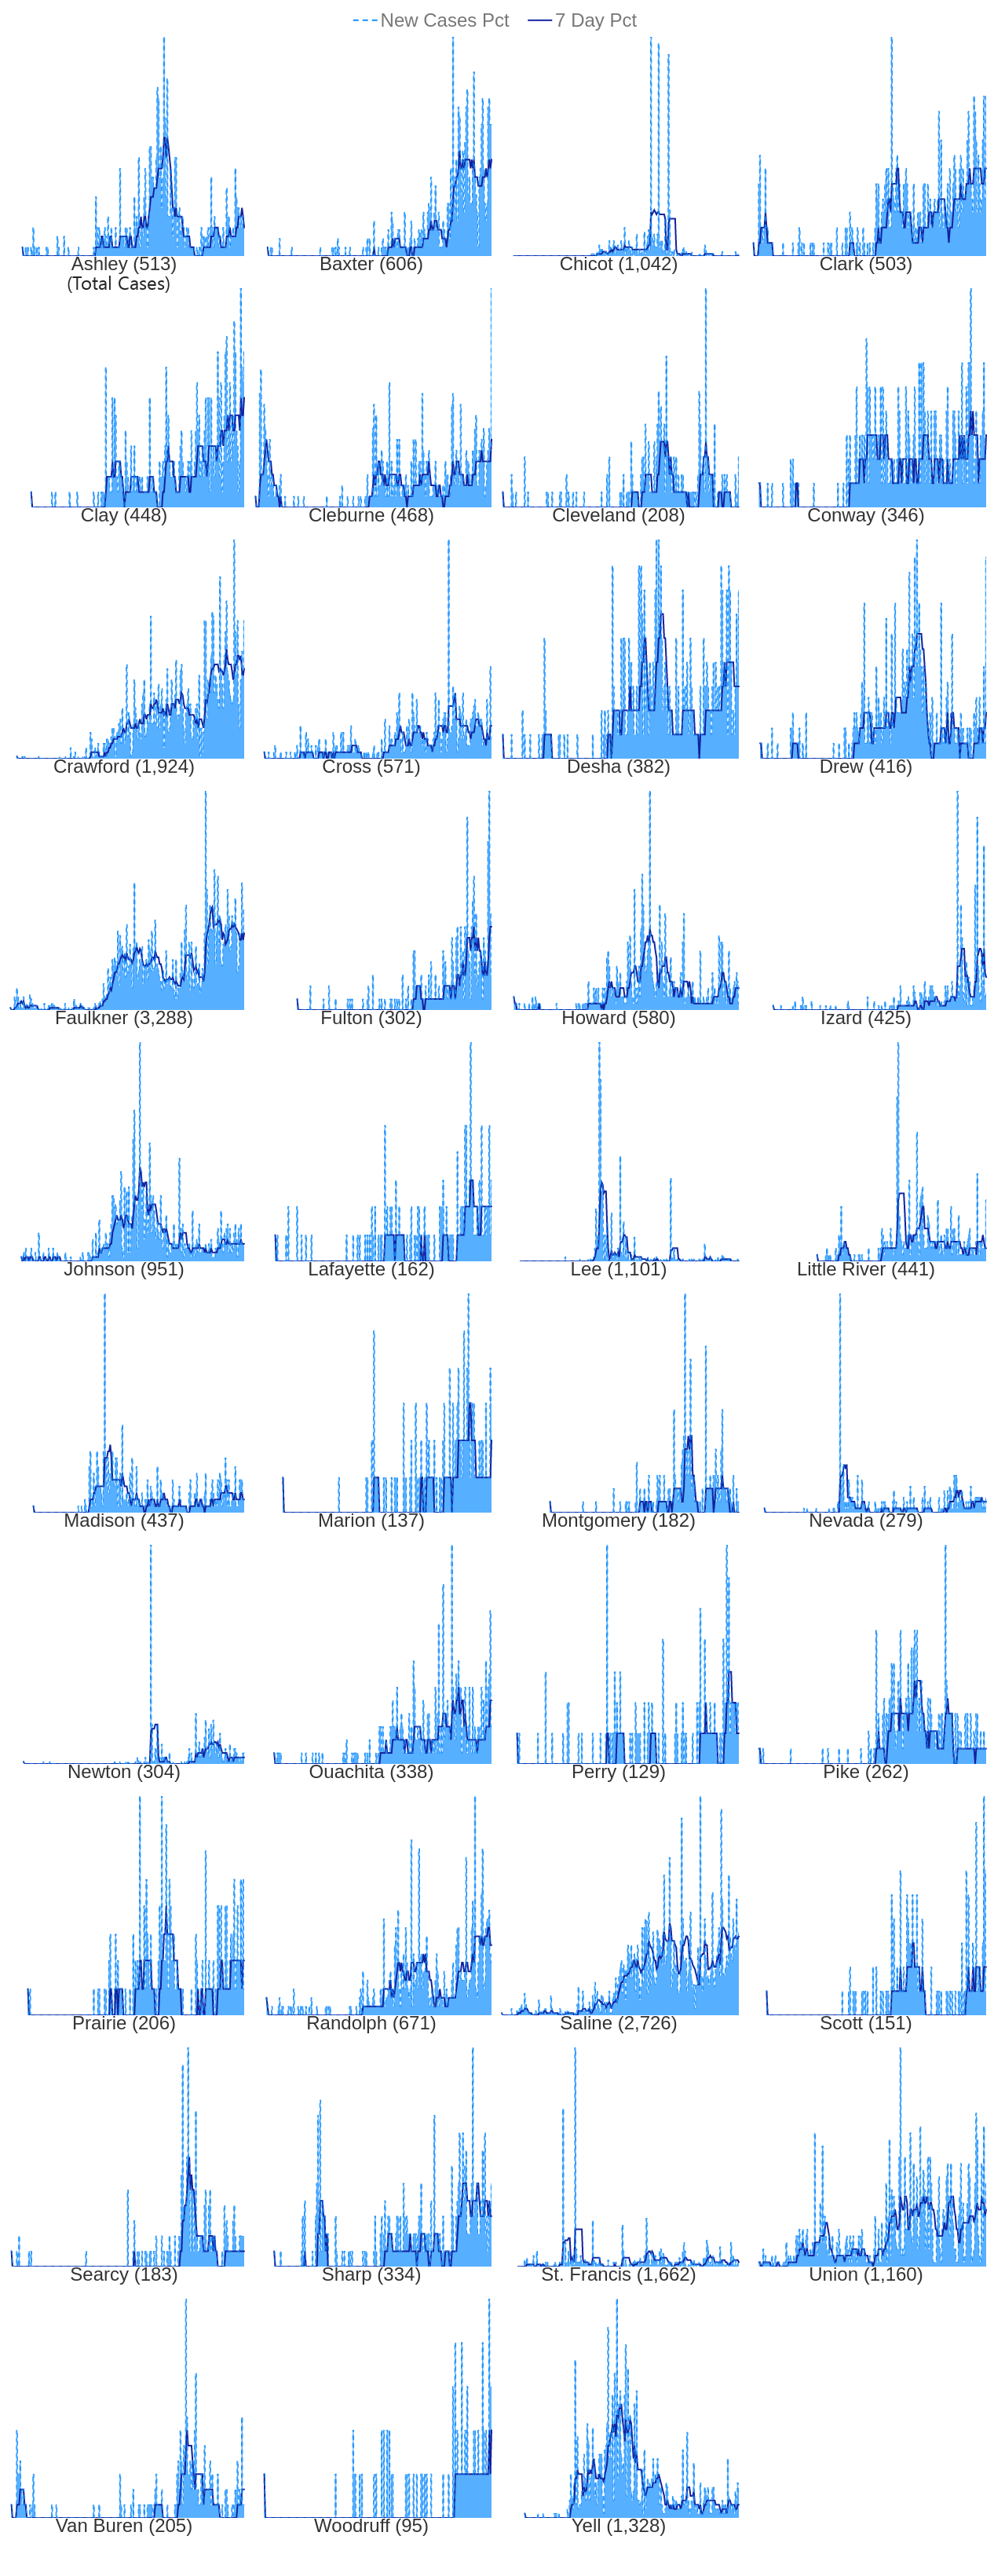 New Cases Pct 7 Day Pct
Ashley (513) Baxter (606) Chicot (1,042) Clark (503)
(Total Cases)
Clay (448) Cleburne (468) Cleveland (208) Conway (346)
Crawford (1,924) Cross (571) Desha (382) Drew (416)
Faulkner (3,288) Fulton (302) Howard (580) Izard (425)
Johnson (951) Lafayette (162) Lee (1,101) Little River (441)
Madison (437) Marion (137) Montgomery (182) Nevada (279)
Newton (304) Ouachita (338) Perry (129) Pike (262)
Prairie (206) Randolph (671) Saline (2,726) Scott (151)
Searcy (183) Sharp (334) St. Francis (1,662) Union (1,160)
Van Buren (205) Woodruff (95) Yell (1,328)